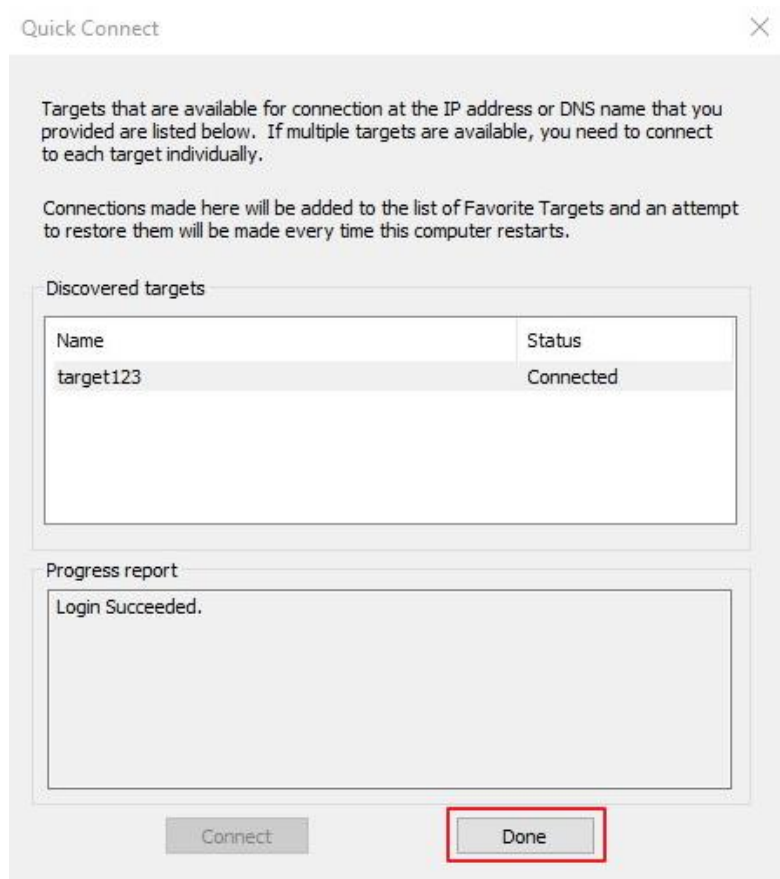 Quick Connect
Targets that are available for connection at the IP address or DNS name that you
provided are listed below.  If multiple targets are available, you need to connect
to each target individually.
Connections made here will be added to the list of Favorite Targets and an attempt
to restore them will be made every time this computer restarts.
Discovered targets
Name Status
target123 Connected
Progress report
Login Succeeded.
Connect Done